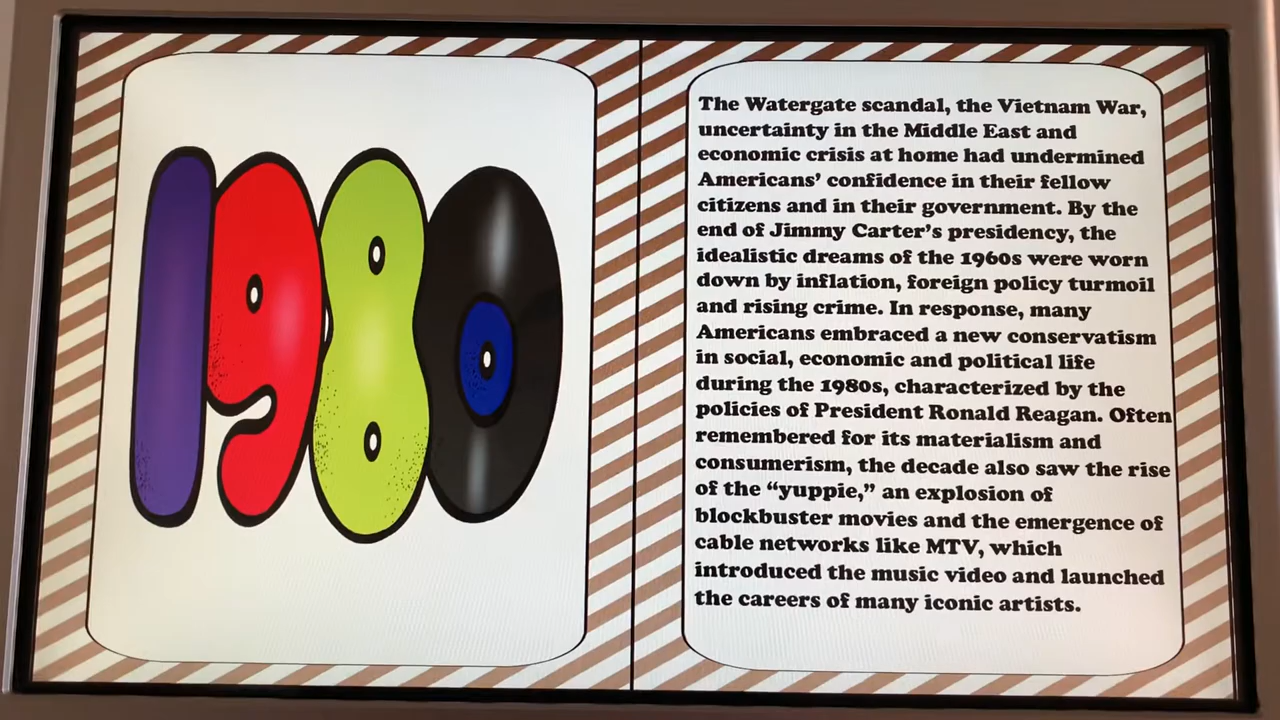 1980
The Watergate scandal, the Vietnam War,
uncertainty in the Middle East and
economic crisis at home had undermined
Americans’ confidence in their fellow
citizens and in their government. By the
end of Jimmy Carter’s presidency, the
idealistic dreams of the 1960s were worn
down by inflation, foreign policy turmoil
and rising crime. In response, many
Americans embraced a new conservatism
in social, economic and political life
during the 1980s, characterized by the
policies of President Ronald Reagan. Often
remembered for its materialism and
consumerism, the decade also saw the rise
of the “yuppie,” an explosion of
blockbuster movies and the emergence of
cable networks like MTV, which
introduced the music video and launched
the careers of many iconic artists.